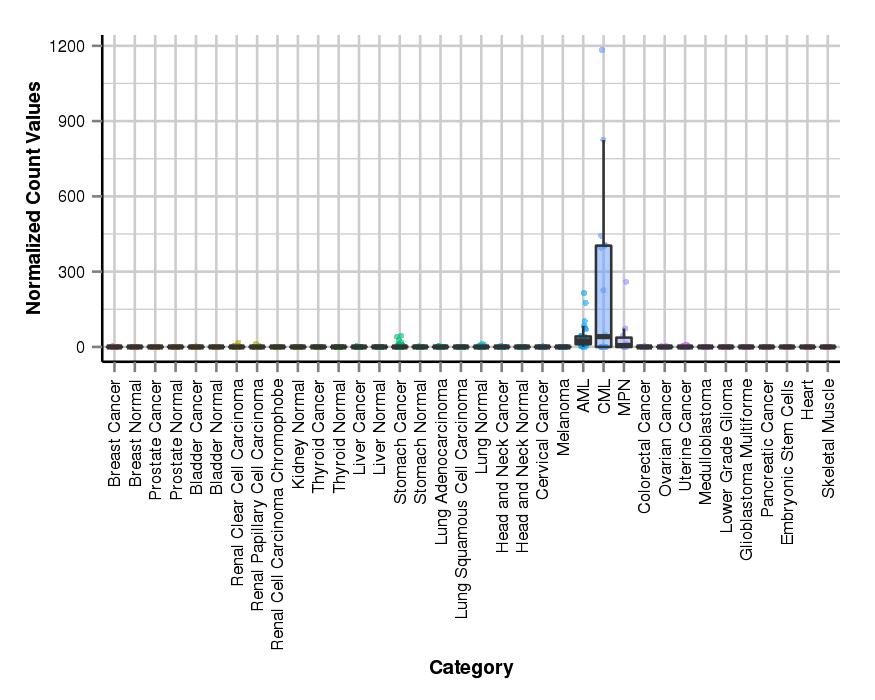 Normalized Count Values
1200
900
600
300
0
Breast Cancer
Breast Normal
Prostate Cancer
Prostate Normal
Bladder Cancer
Bladder Normal
Renal Clear Cell Carcinoma
Renal Papillary Cell Carcinoma
Renal Cell Carcinoma Chromophobe
Kidney Normal
Thyroid Cancer
Thyroid Normal
Liver Cancer
Liver Normal
Stomach Cancer
Stomach Normal
Lung Adenocarcinoma
Lung Squamous Cell Carcinoma
Lung Normal
Head and Neck Cancer
Head and Neck Normal
Cervical Cancer
Melanoma
AML
CML
MPN
Colorectal Cancer
Ovarian Cancer
Uterine Cancer
Medulloblastoma
Lower Grade Glioma
Glioblastoma Multiforme
Pancreatic Cancer
Embryonic Stem Cells
Heart
Skeletal Muscle
Category